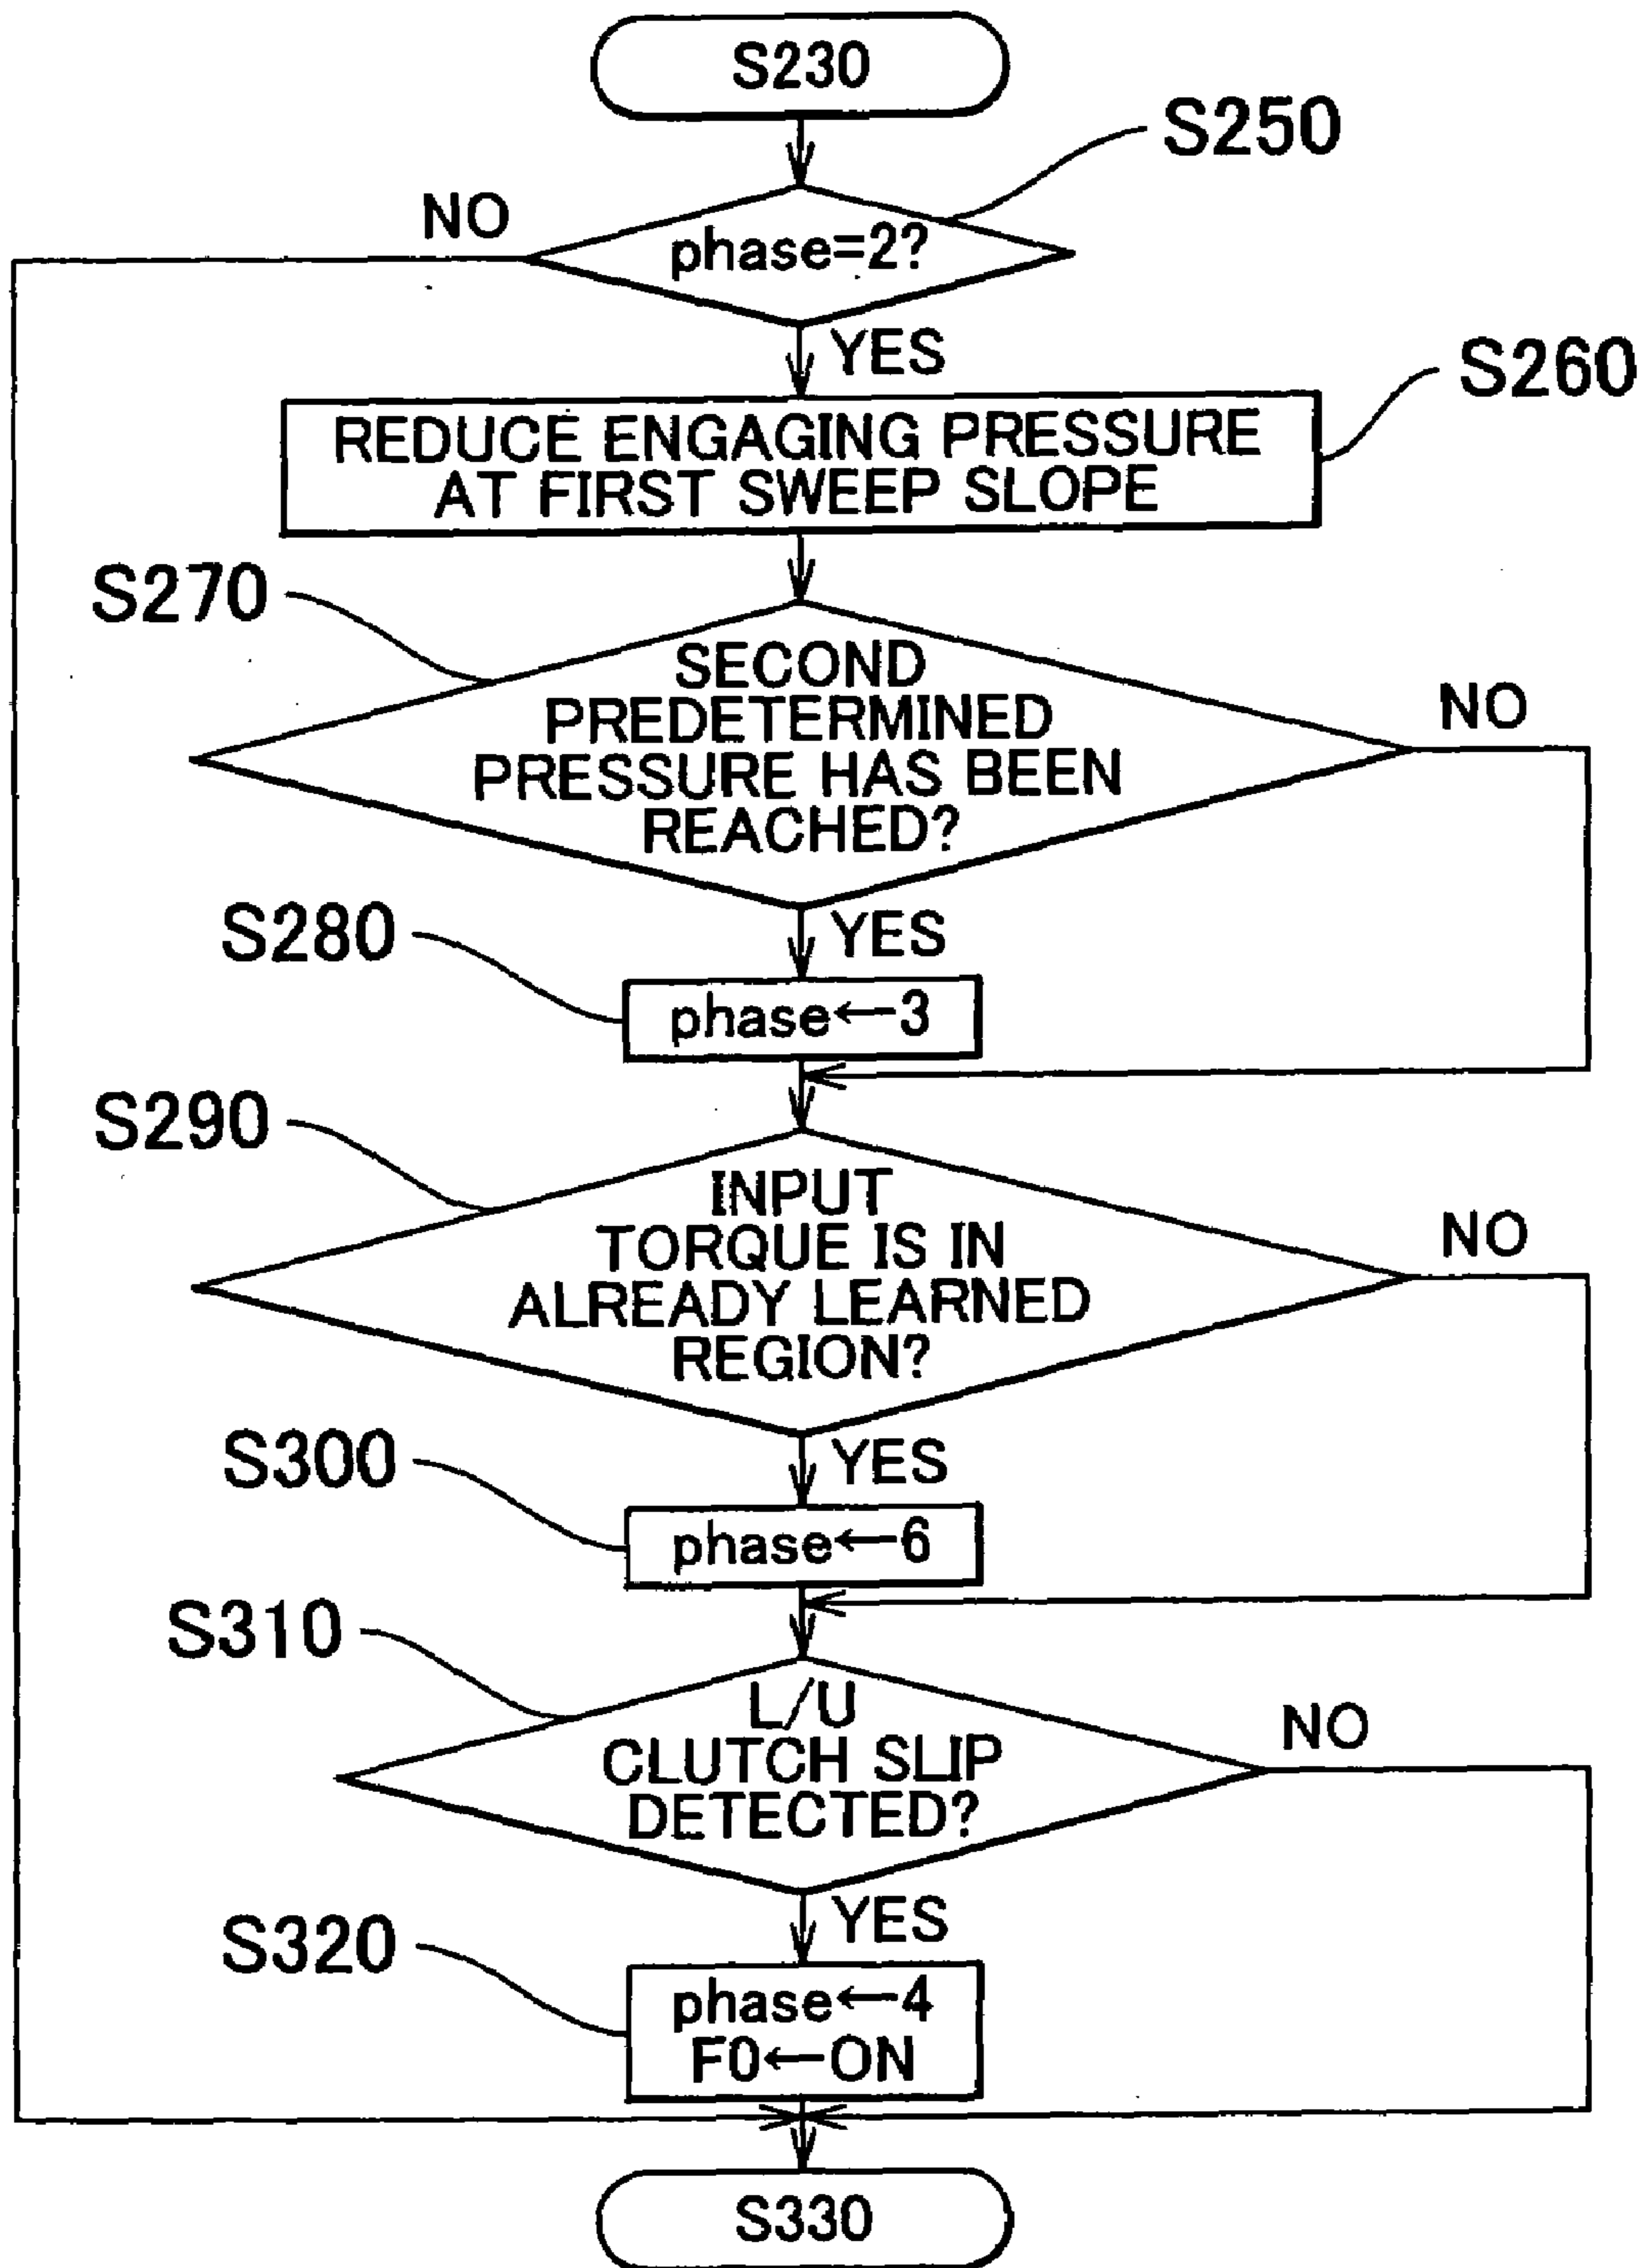 S230
S250
NO
phase=2?
YES
S260
REDUCE ENGAGING PRESSURE
AT FIRST SWEEP SLOPE
S270
SECOND
PREDETERMINED
PRESSURE HAS BEEN
REACHED?
NO
S280
YES
phase←3
S290
INPUT
TORQUE IS IN
ALREADY LEARNED
REGION?
NO
S300
YES
phase←6
S310
L/U
CLUTCH SLIP
DETECTED?
NO
S320
YES
phase←4
F0←ON
S330